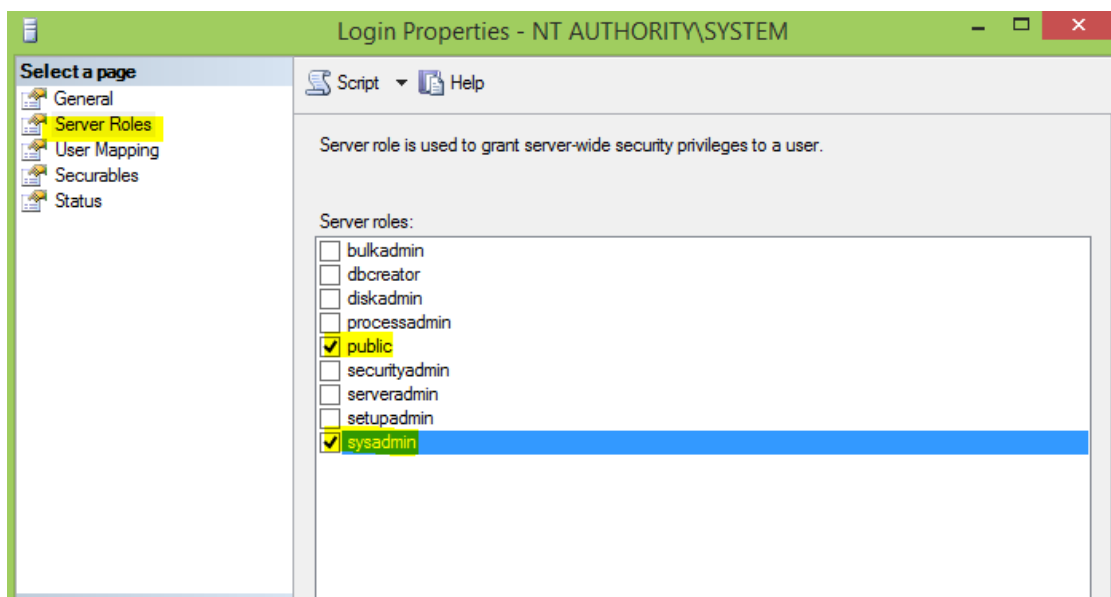 Login Properties - NT AUTHORITY\SYSTEM
Select a page
General
Server Roles
User Mapping
Securables
Status
Script
Help
Server role is used to grant server-wide security privileges to a user.
Server roles:
bulkadmin
dbcreator
diskadmin
processadmin
public
securityadmin
serveradmin
setupadmin
sysadmin